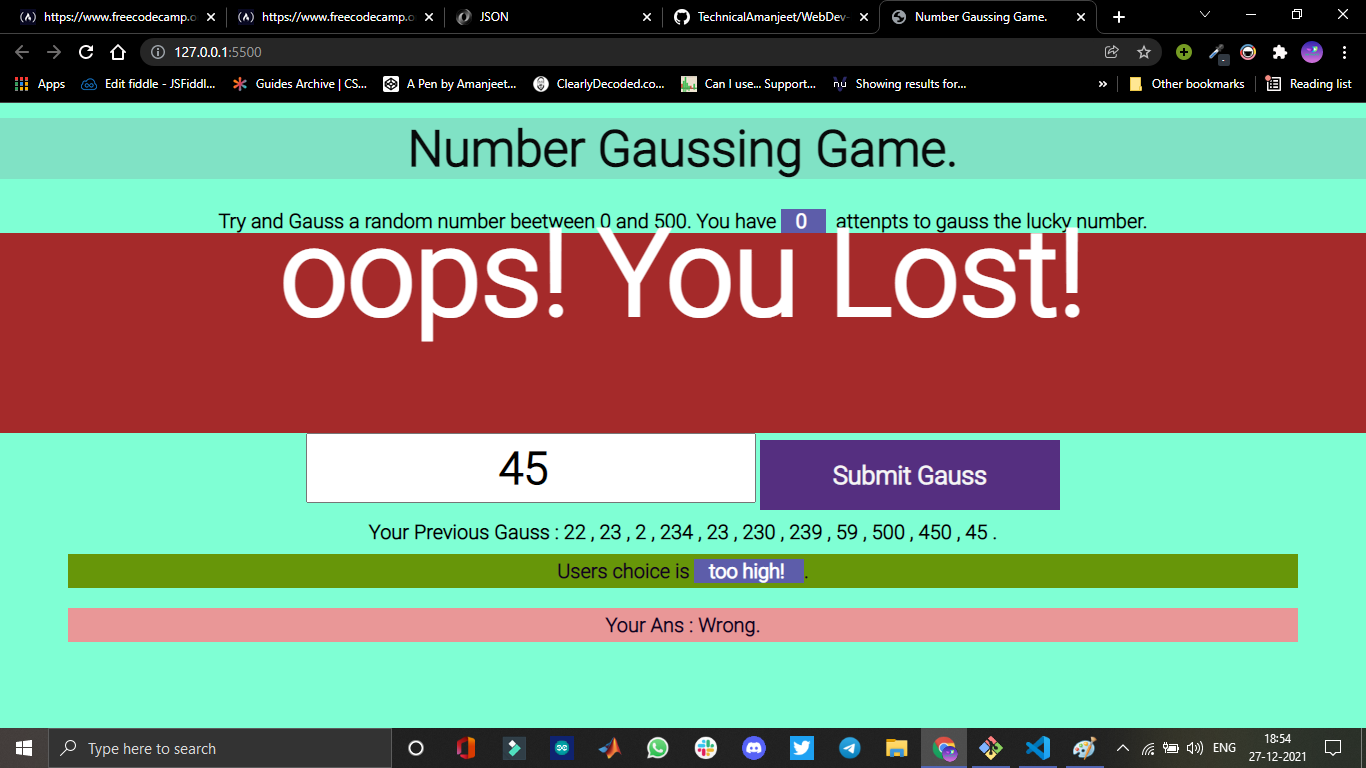 https://www.freecodecamp.o
https://www.freecodecamp.o
JSON
TechnicalAmanjeet/WebDev-
Number Gaussing Game.
127.0.0.1:5500
Apps
Edit fiddle - JSFiddl...
Guides Archive | CS...
A Pen by Amanjeet...
ClearlyDecoded.co...
Can I use... Support...
nu
Showing results for...
»
Other bookmarks
Reading list
Number Gaussing Game.
Try and Gauss a random number beetween 0 and 500. You have 0 attenpts to gauss the lucky number.
oops! You Lost!
45
Submit Gauss
Your Previous Gauss : 22 , 23 , 2 , 234 , 23 , 230 , 239 , 59 , 500 , 450 , 45 .
Users choice is too high! .
Your Ans : Wrong.
Type here to search
ENG
18:54
27-12-2021